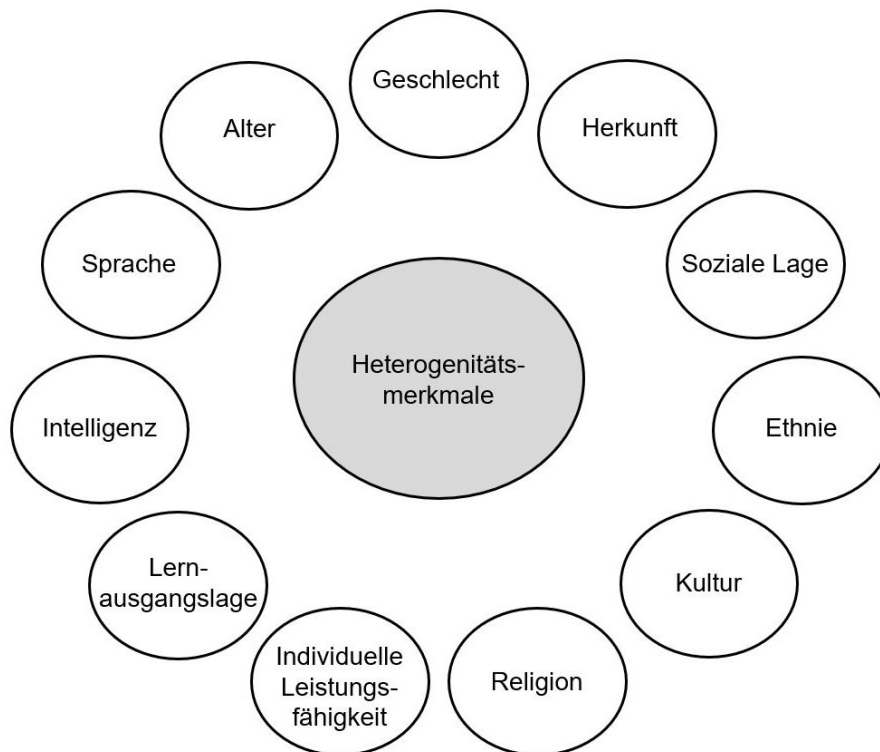 Geschlecht
Herkunft
Soziale Lage
Ethnie
Kultur
Religion
Individuelle
Leistungs-
fähigkeit
Lern-
ausgangslage
Intelligenz
Sprache
Alter
Heterogenitäts-
merkmale